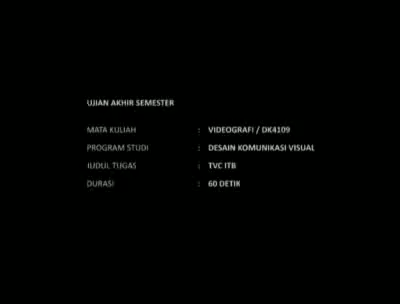 UJIAN AKHIR SEMESTER
MATA KULIAH : VIDEOGRAFI / DK4109
PROGRAM STUDI : DESAIN KOMUNIKASI VISUAL
JUDUL TUGAS : TVC ITB
DURASI : 60 DETIK